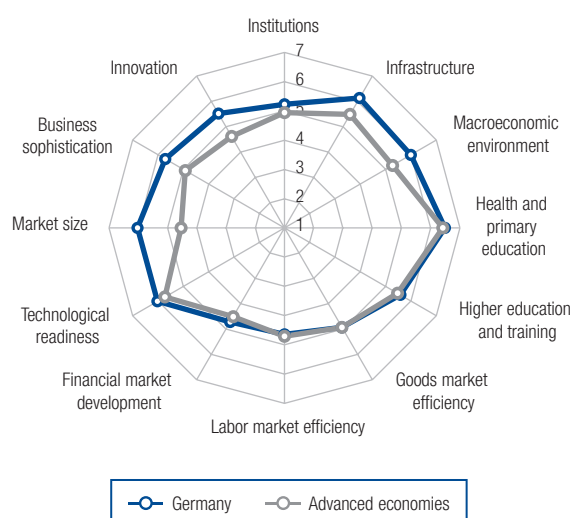 Institutions
7
6
5
4
3
2
1
Infrastructure
Macroeconomic
environment
Health and
primary
education
Higher education
and training
Goods market
efficiency
Labor market efficiency
Financial market
development
Technological
readiness
Market size
Business
sophistication
Innovation
Germany
Advanced economies